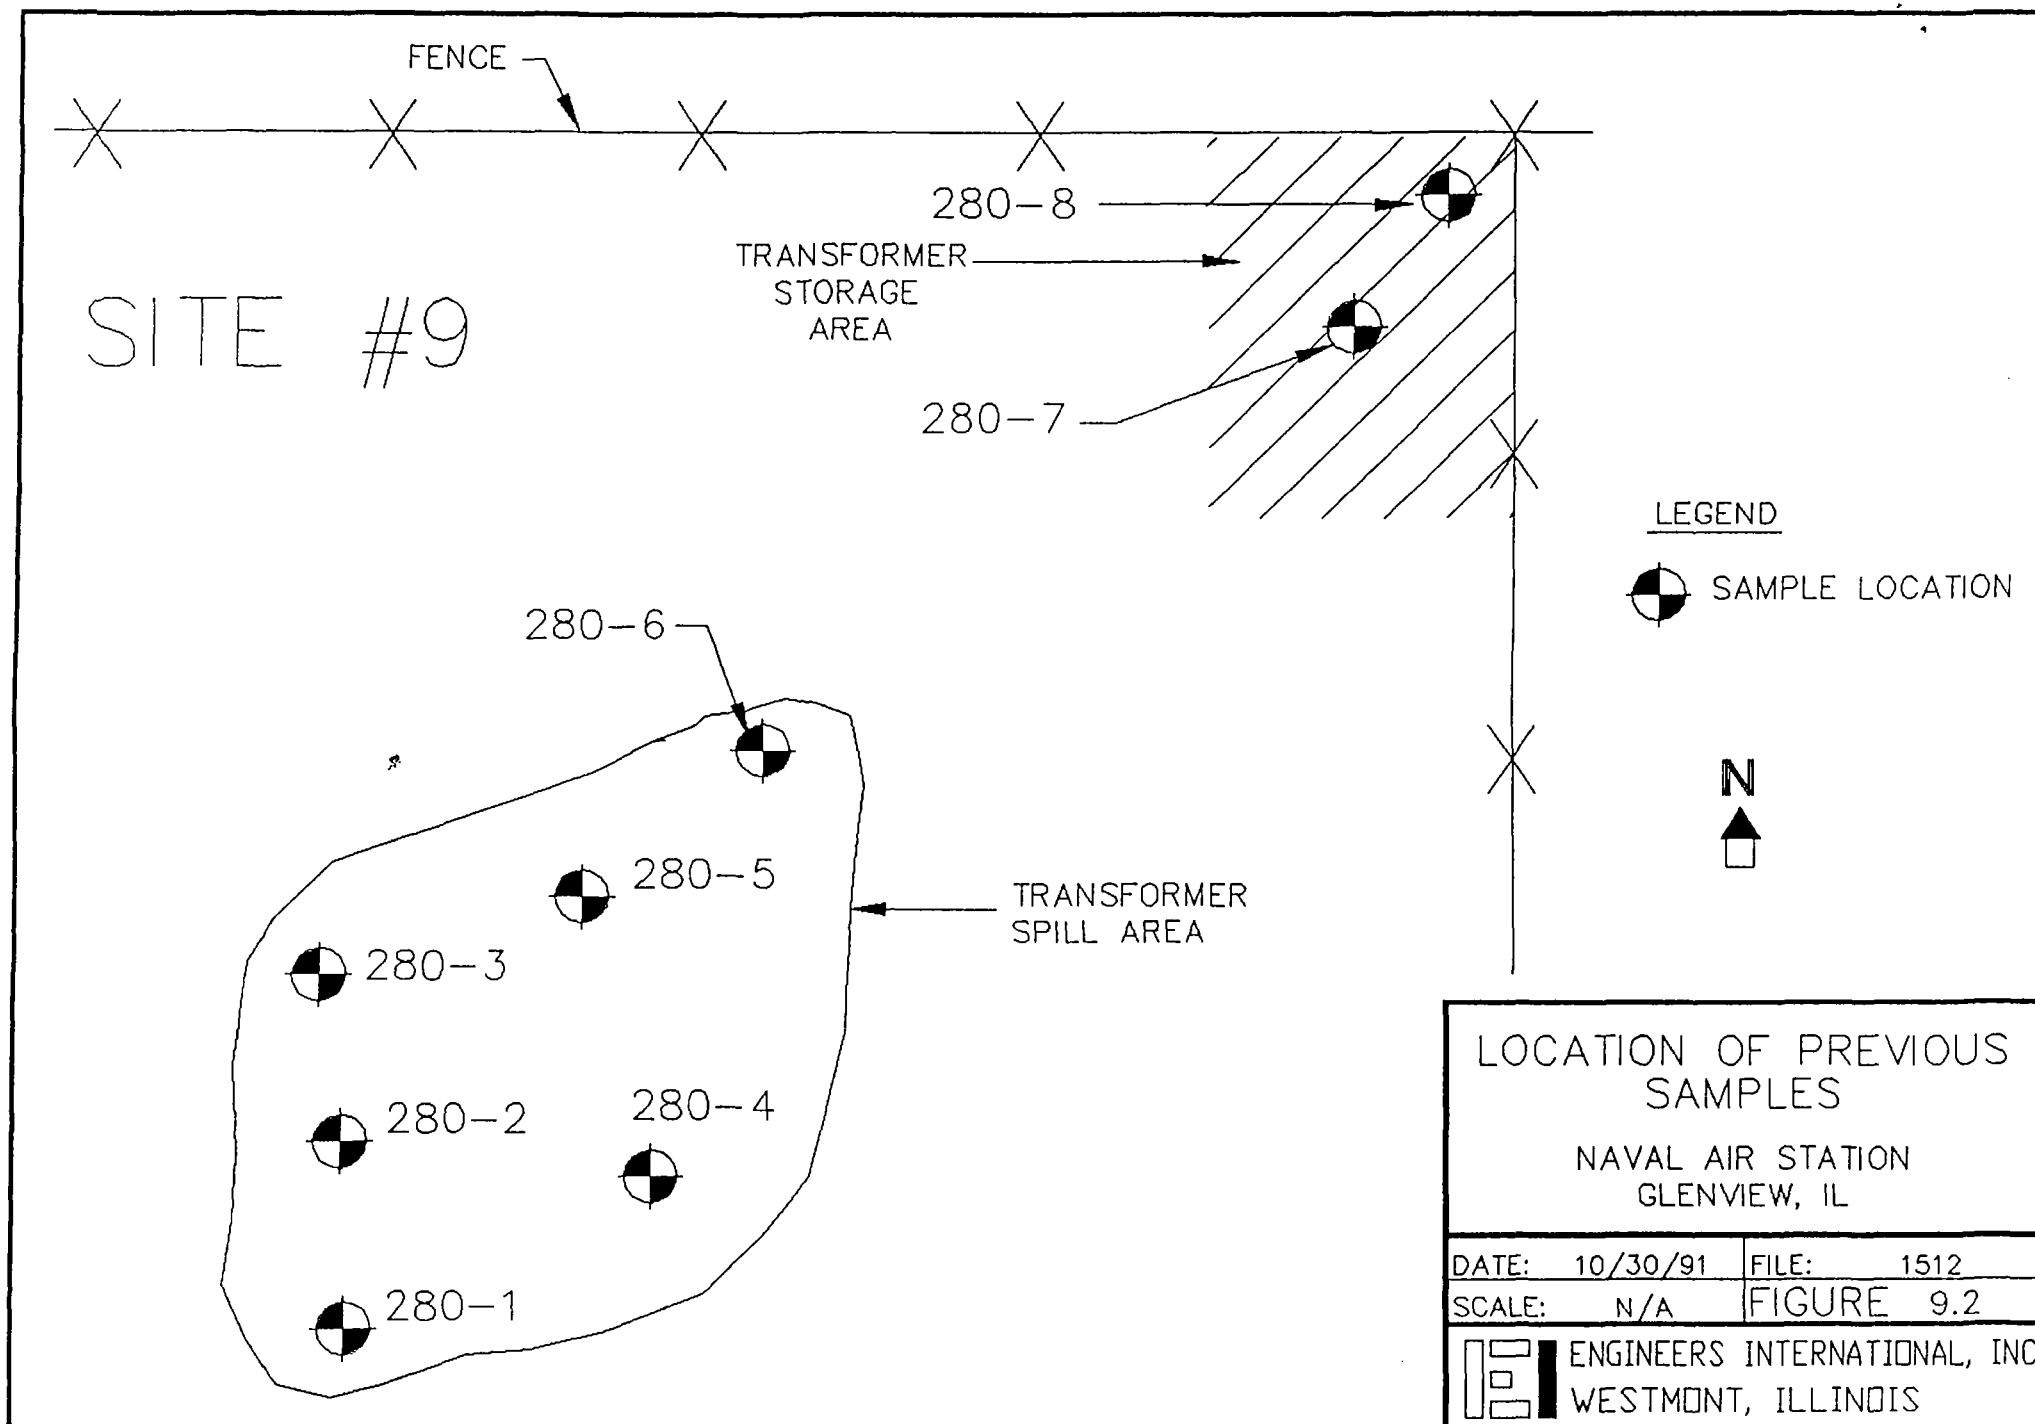 FENCE
280-8
TRANSFORMER
STORAGE
AREA
SITE #9
280-7
LEGEND
SAMPLE LOCATION
280-6
N
280-5
TRANSFORMER
SPILL AREA
280-3
280-4
280-2
280-1
LOCATION OF PREVIOUS
SAMPLES
NAVAL AIR STATION
GLENVIEW, IL
DATE: 10/30/91 FILE: 1512
SCALE: N/A FIGURE 9.2
ENGINEERS INTERNATIONAL, INC
WESTMONT, ILLINOIS